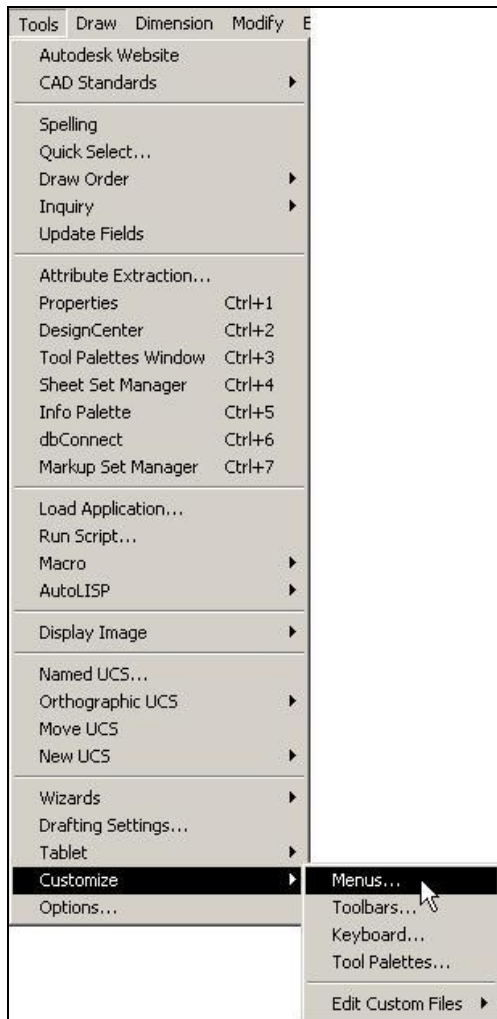 Tools Draw Dimension Modify E
Autodesk Website
CAD Standards
Spelling
Quick Select...
Draw Order
Inquiry
Update Fields
Attribute Extraction...
Properties Ctrl+1
DesignCenter Ctrl+2
Tool Palettes Window Ctrl+3
Sheet Set Manager Ctrl+4
Info Palette Ctrl+5
dbConnect Ctrl+6
Markup Set Manager Ctrl+7
Load Application...
Run Script...
Macro
AutoLISP
Display Image
Named UCS...
Orthographic UCS
Move UCS
New UCS
Wizards
Drafting Settings...
Tablet
Customize Menus...
Options... Toolbars...
Keyboard...
Tool Palettes...
Edit Custom Files